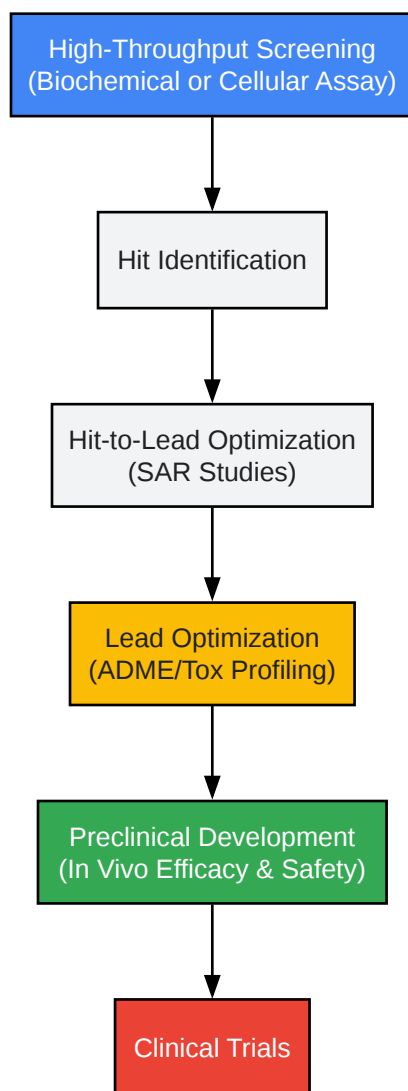 High-Throughput Screening
(Biochemical or Cellular Assay)
Hit Identification
Hit-to-Lead Optimization
(SAR Studies)
Lead Optimization
(ADME/Tox Profiling)
Preclinical Development
(In Vivo Efficacy & Safety)
Clinical Trials